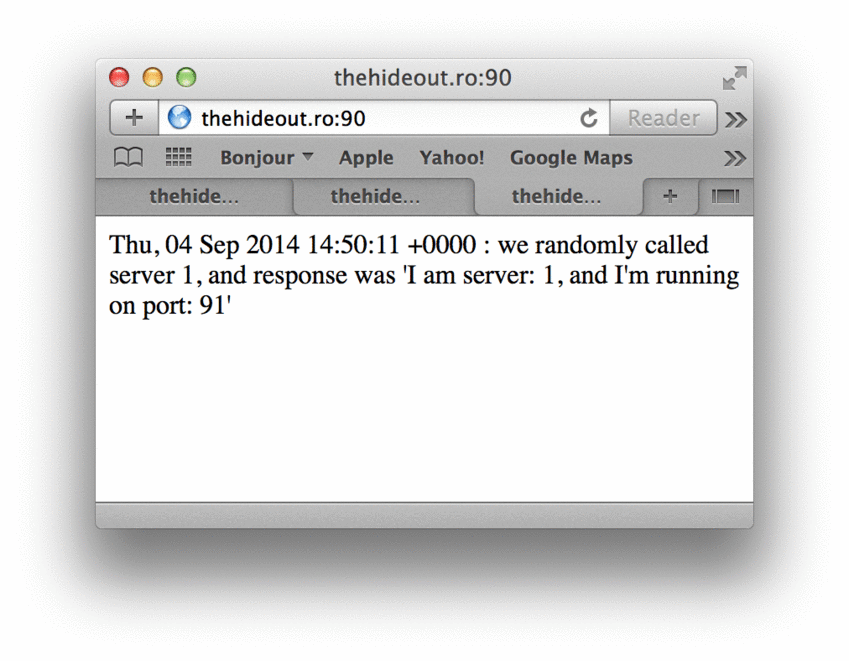 thehideout.ro:90
thehideout.ro:90 Reader
Bonjour Apple Yahoo! Google Maps
thehide... thehide... thehide...
Thu, 04 Sep 2014 14:50:11 +0000 : we randomly called
server 1, and response was 'I am server: 1, and I'm running
on port: 91'